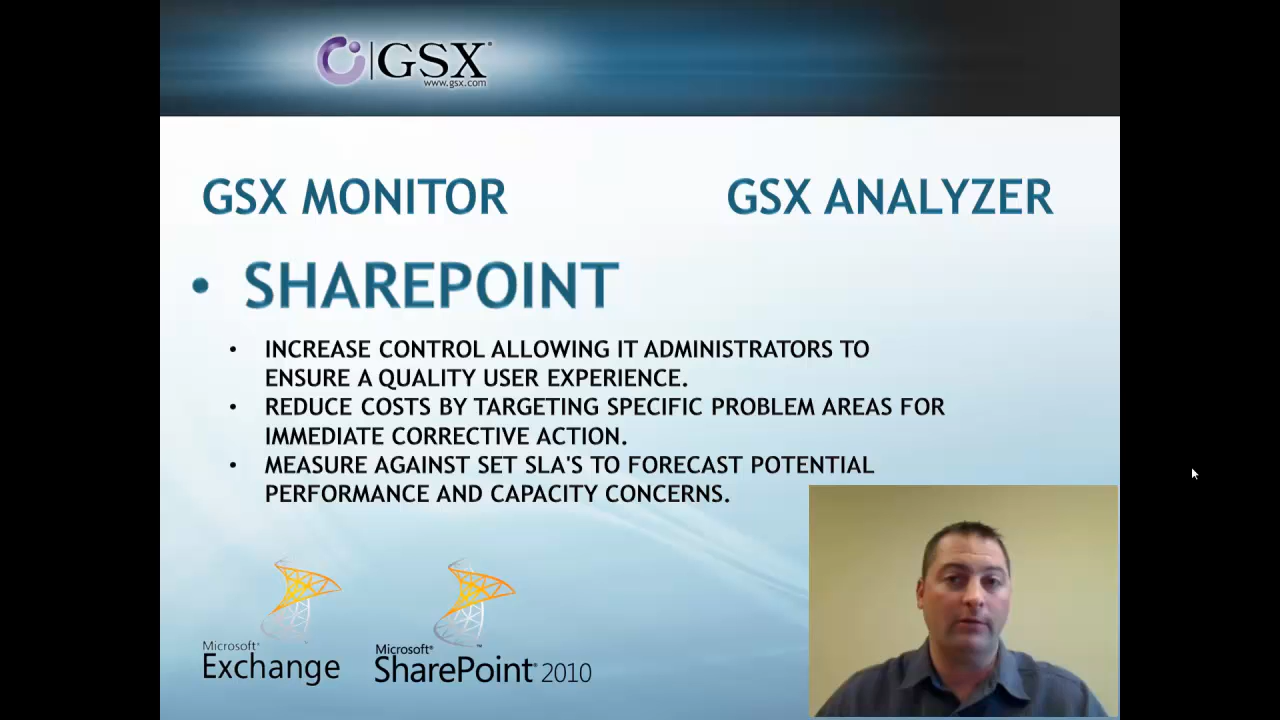 GSX®
www.gsx.com
GSX MONITOR
GSX ANALYZER
• SHAREPOINT
• INCREASE CONTROL ALLOWING IT ADMINISTRATORS TO
ENSURE A QUALITY USER EXPERIENCE.
• REDUCE COSTS BY TARGETING SPECIFIC PROBLEM AREAS FOR
IMMEDIATE CORRECTIVE ACTION.
• MEASURE AGAINST SET SLA'S TO FORECAST POTENTIAL
PERFORMANCE AND CAPACITY CONCERNS.
Microsoft®
Exchange
Microsoft®
SharePoint® 2010